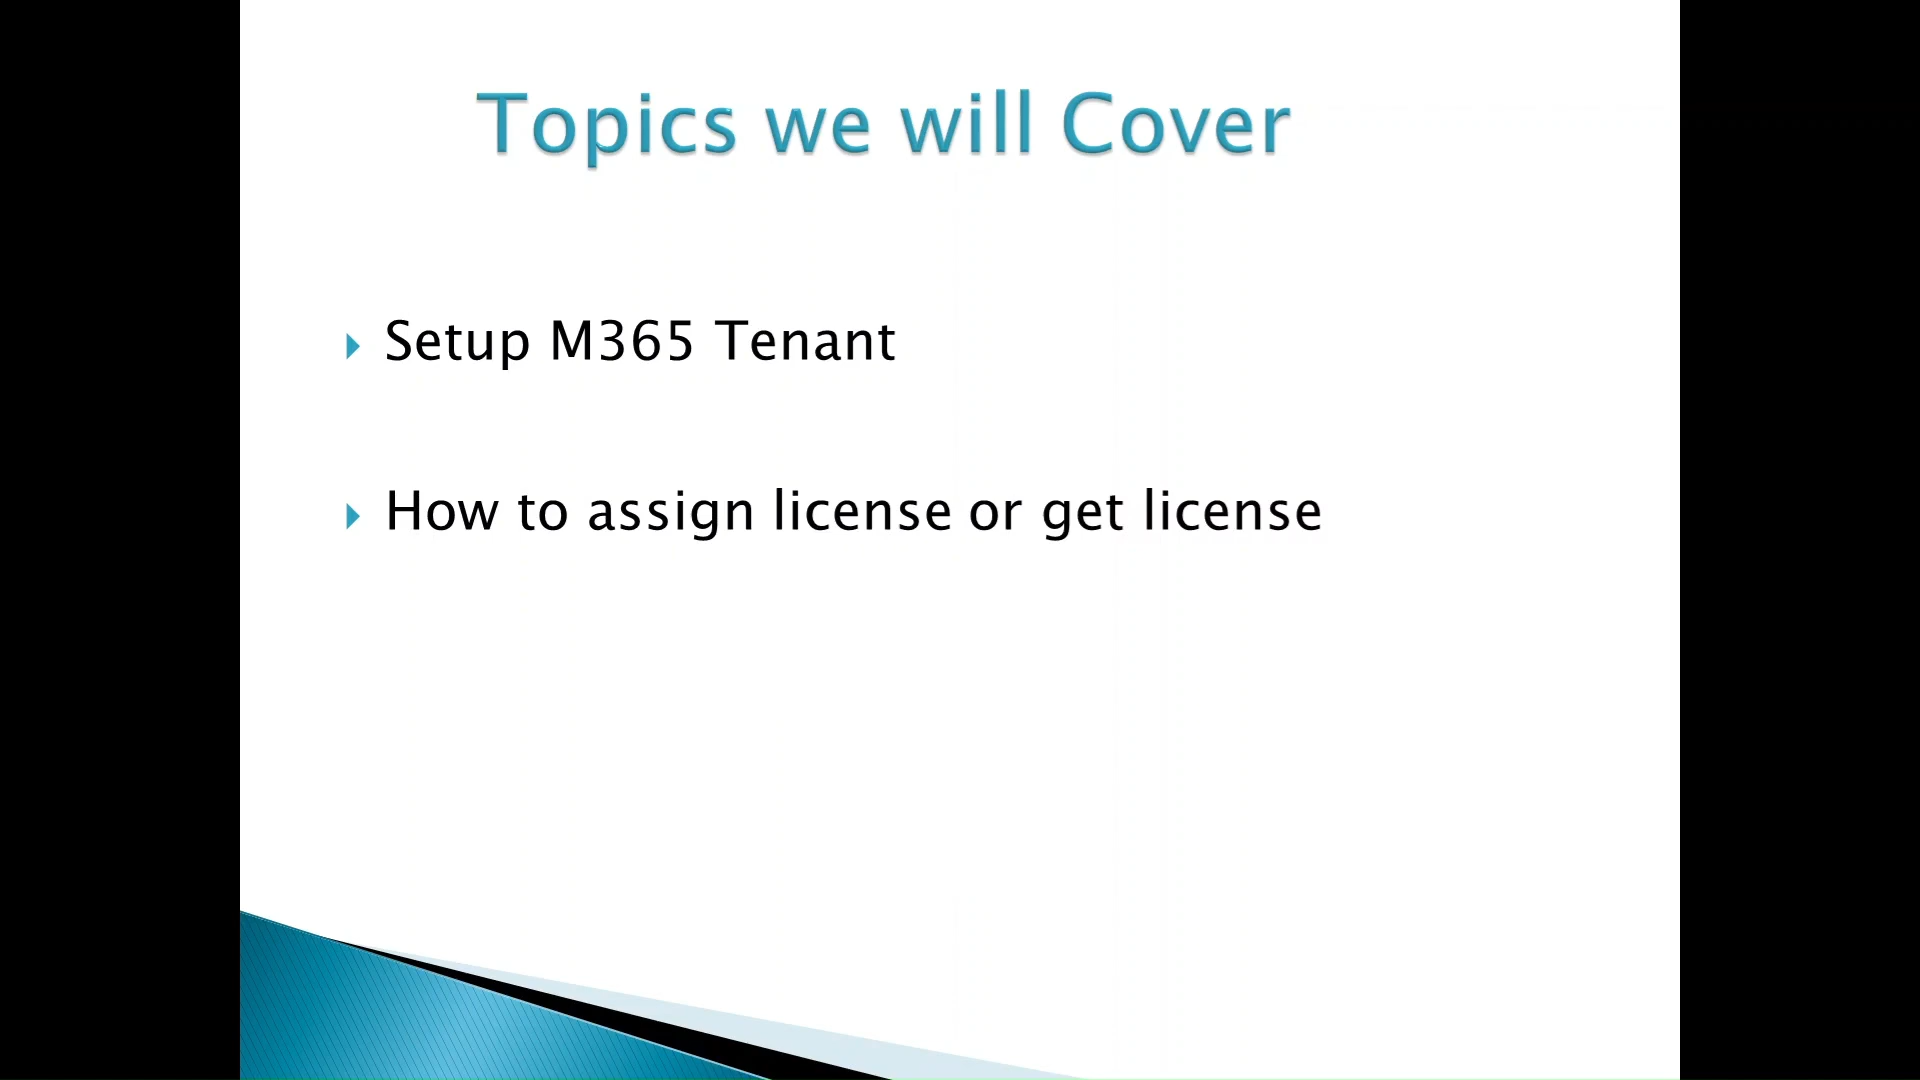 Topics we will Cover
Setup M365 Tenant
How to assign license or get license